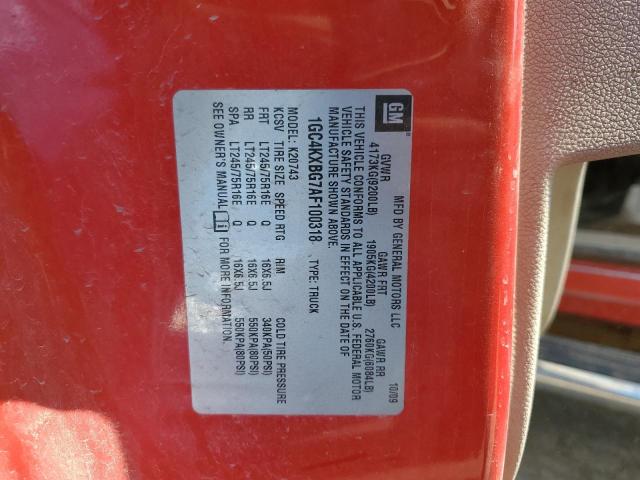 GM
MFD BY GENERAL MOTORS LLC 10/09
GVWR GAWR FRT GAWR RR
4173KG(9200LB) 1905KG(4200LB) 2760KG(6084LB)
THIS VEHICLE CONFORMS TO ALL APPLICABLE U.S. FEDERAL MOTOR
VEHICLE SAFETY STANDARDS IN EFFECT ON THE DATE OF
MANUFACTURE SHOWN ABOVE.
1GC4KXBG7AF100318 TYPE: TRUCK
MODEL: K20743
KCSV TIRE SIZE SPEED RTG RIM COLD TIRE PRESSURE
FRT LT245/75R16E Q 16X6.5J 340KPA(50PSI)
RR LT245/75R16E Q 16X6.5J 550KPA(80PSI)
SPA LT245/75R16E Q 16X6.5J 550KPA(80PSI)
SEE OWNER'S MANUAL FOR MORE INFORMATION.